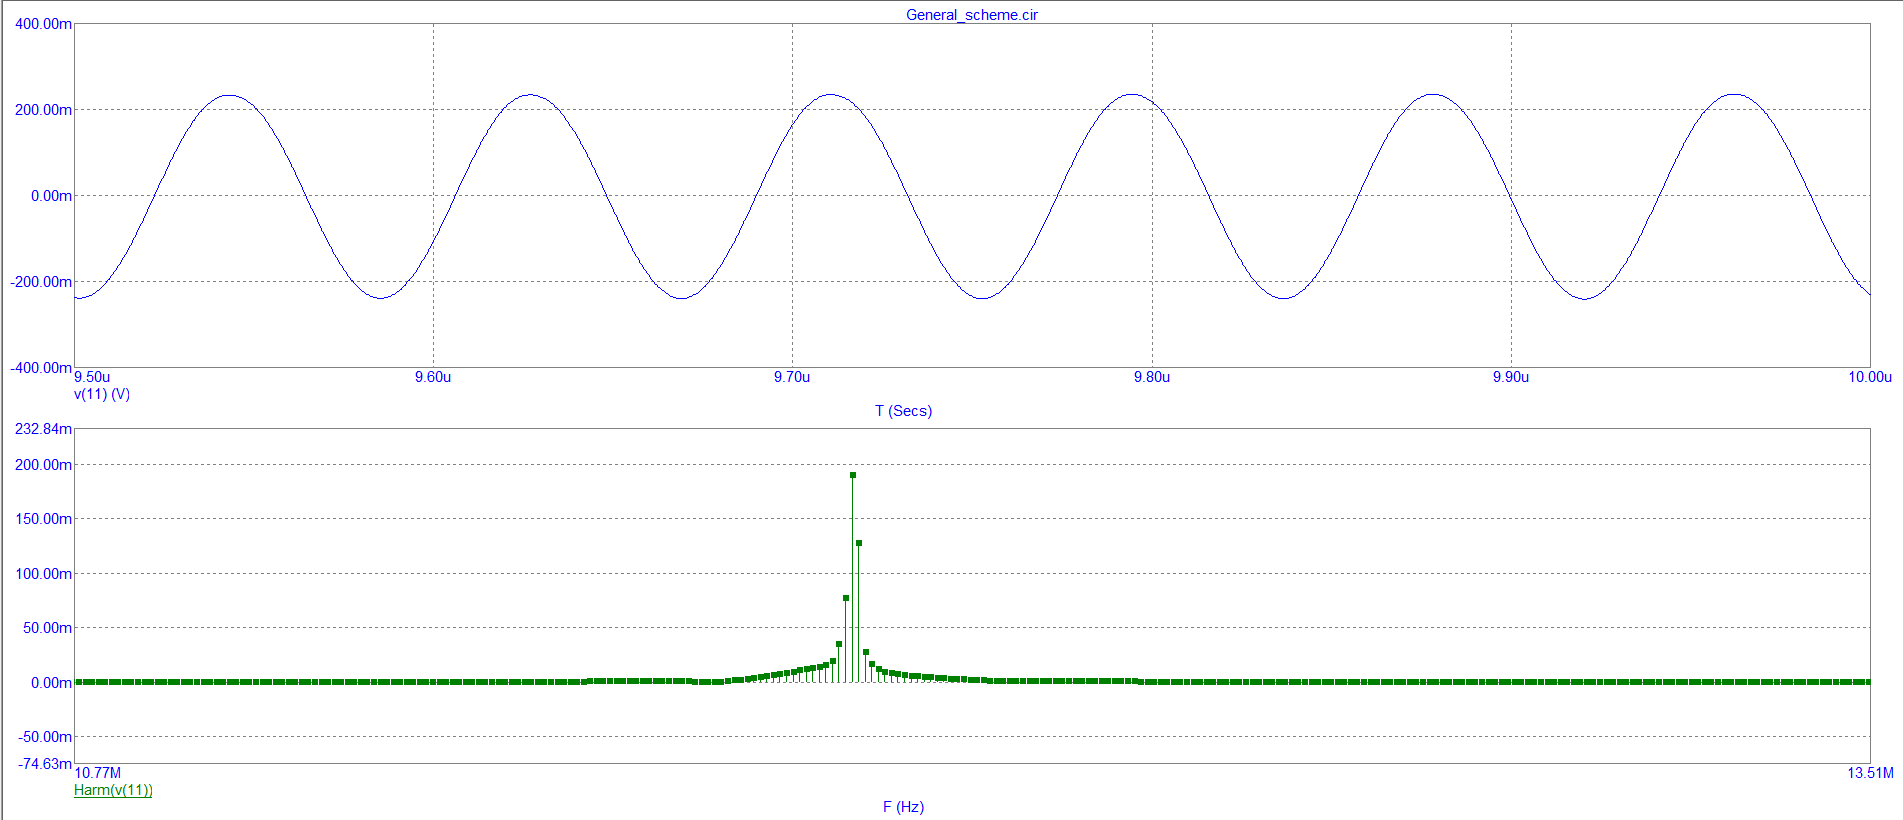 General_scheme.cir
400.00m
200.00m
0.00m
-200.00m
-400.00m
9.50u 9.60u 9.70u 9.80u 9.90u 10.00u
v(11) (V)
T (Secs)
232.84m
200.00m
150.00m
100.00m
50.00m
0.00m
-50.00m
-74.63m
10.77M 13.51M
Harm(v(11))
F (Hz)